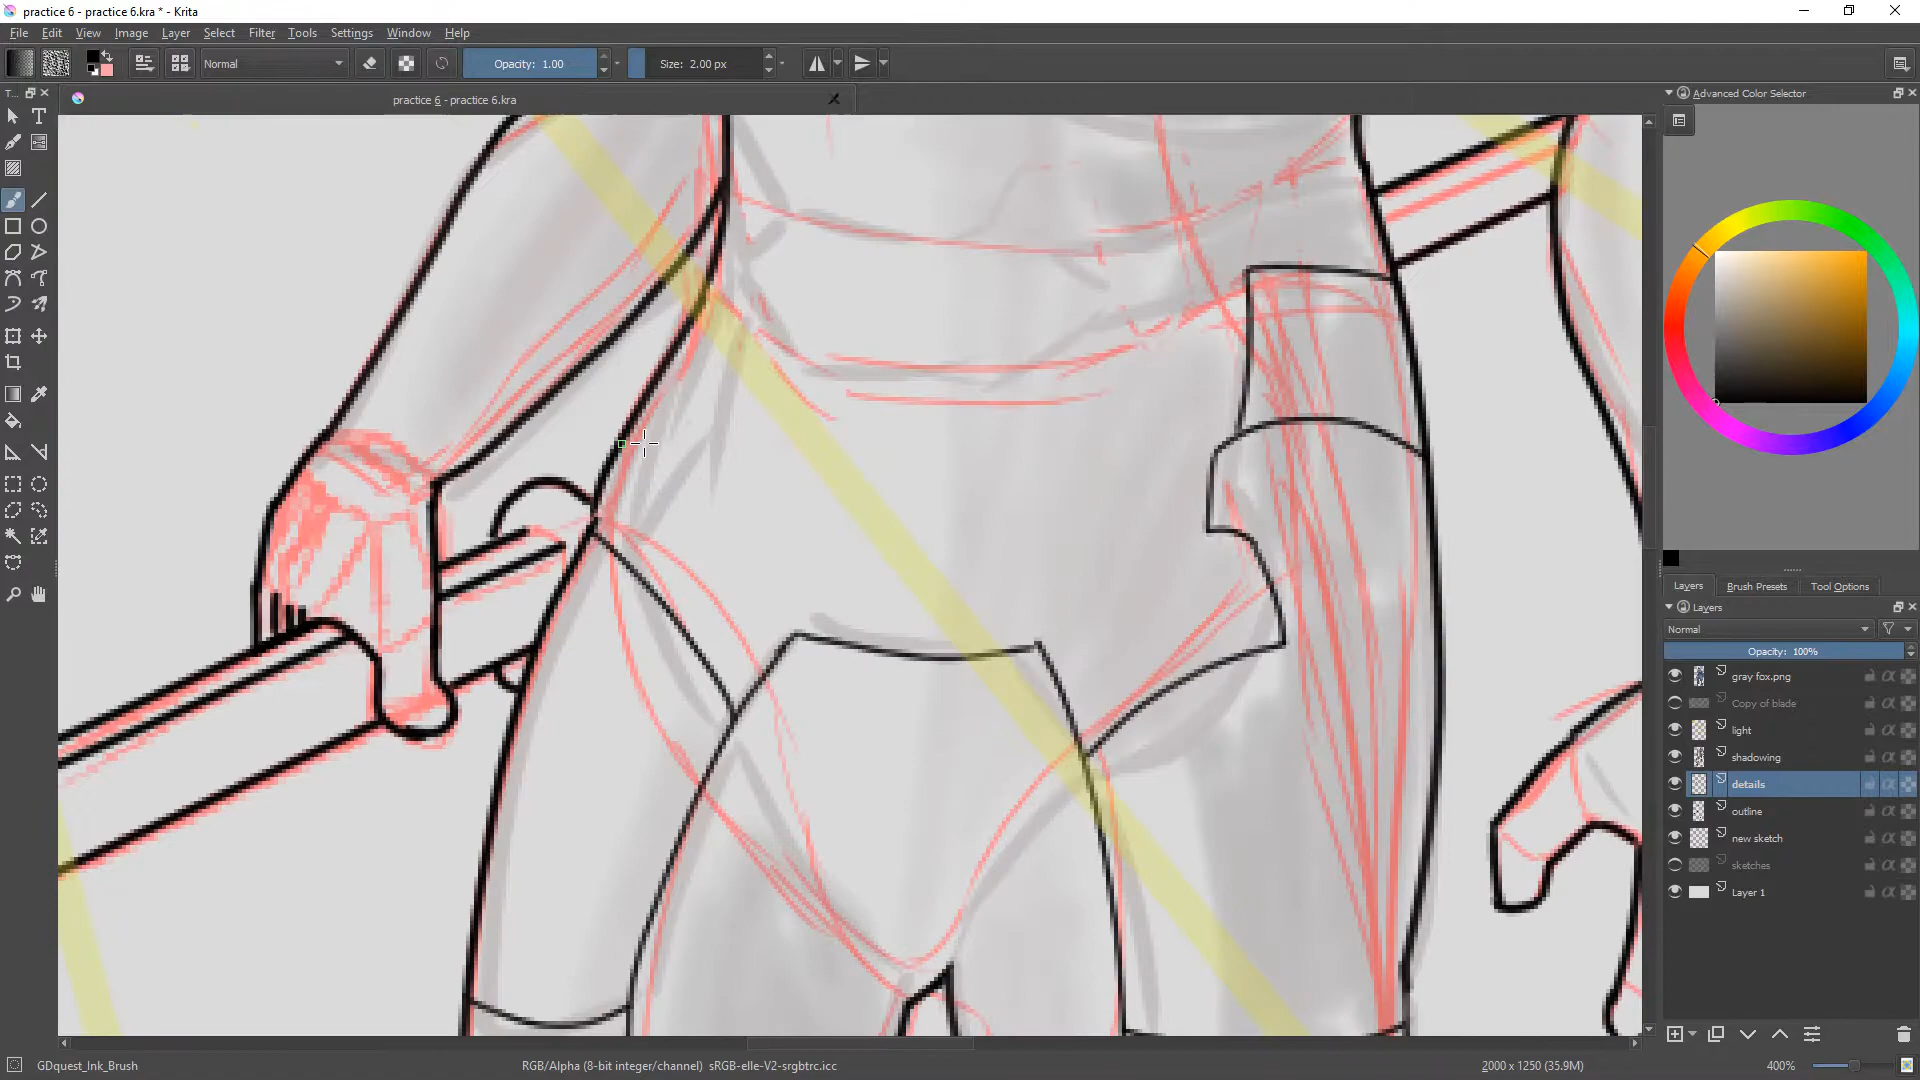 practice 6 - practice 6.kra * - Krita
File Edit View Image Layer Select Filter Tools Settings Window Help
Normal
Opacity: 1.00
Size: 2.00 px
T...
practice 6 - practice 6.kra
Advanced Color Selector
Layers Brush Presets Tool Options
Layers
Normal
Opacity: 100%
gray fox.png
Copy of blade
light
shadowing
details
outline
new sketch
sketches
Layer 1
GDquest_Ink_Brush
RGB/Alpha (8-bit integer/channel) sRGB-elle-V2-srgbtrc.icc
2000 x 1250 (35.9M)
400%